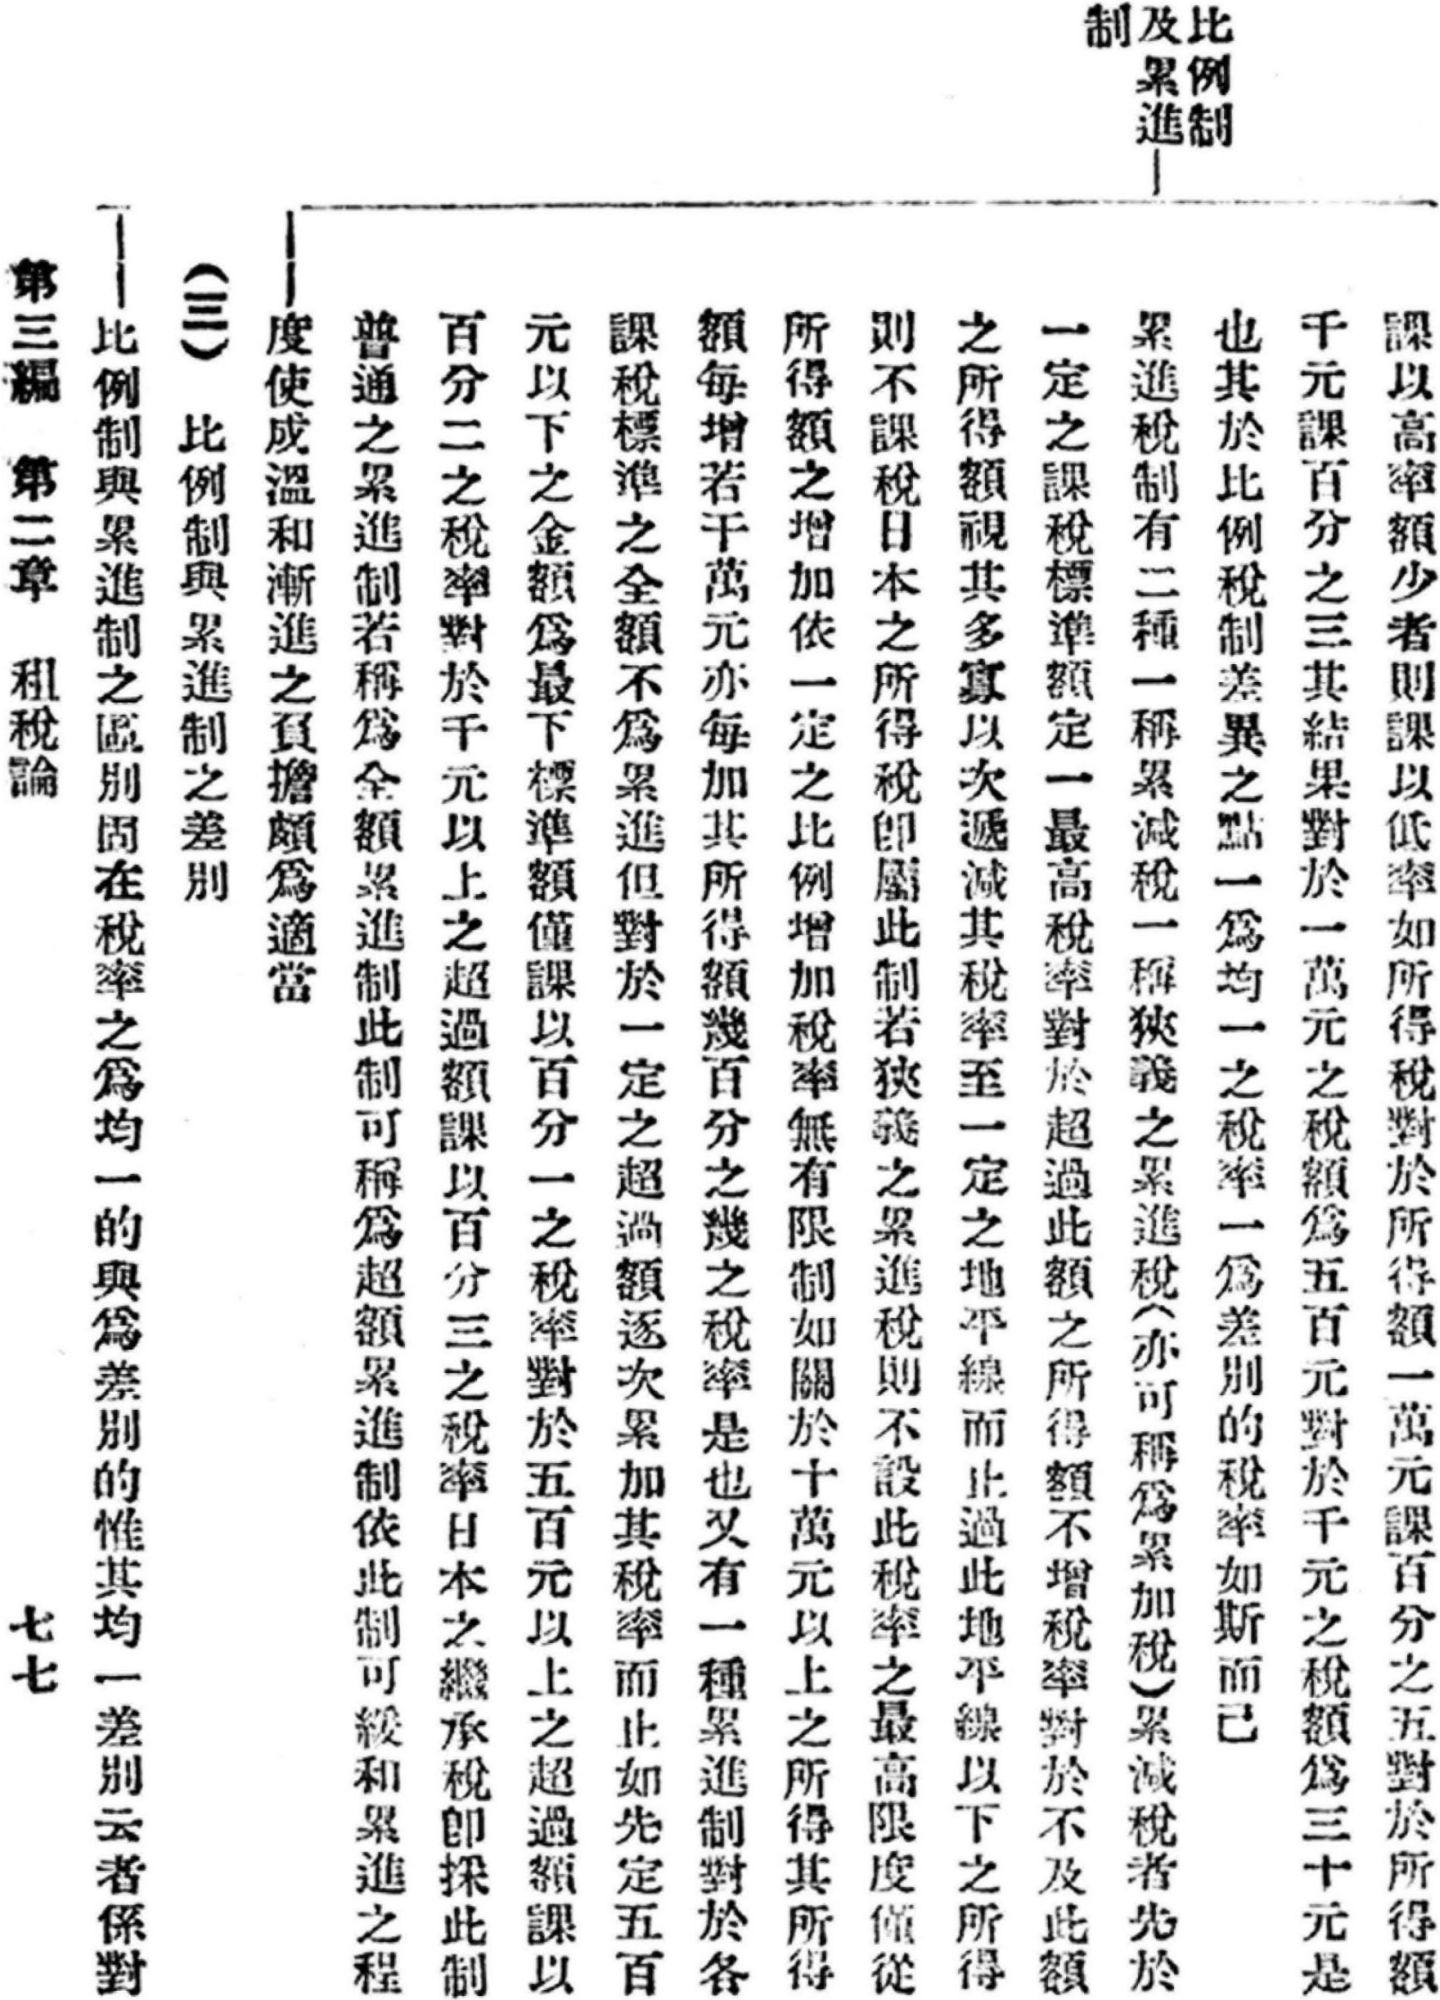 比例制
及累進
制
課以高率額少者則課以低率如所得稅對於所得額一萬元課百分之五對於所得額
千元課百分之三其結果對於一萬元之稅額爲五百元對於千元之稅額爲三十元是
也其於比例稅制差異之點一爲均一之稅率一爲差別的稅率如斯而已
累進稅制有二種一稱累減稅一稱狹義之累進稅(亦可稱爲累加稅)累減稅者先於
一定之課稅標準額定一最高稅率對於超過此額之所得額不增稅率對於不及此額
之所得額視其多寡以次遞減其稅率至一定之地平線而止過此地平線以下之所得
則不課稅日本之所得稅卽屬此制若狹義之累進稅則不設此稅率之最高限度僅從
所得額之增加依一定之比例增加稅率無有限制如關於十萬元以上之所得其所得
額每增若干萬元亦每加其所得額幾百分之幾之稅率是也又有一種累進制對於各
課稅標準之全額不爲累進但對於一定之超過額逐次累加其稅率而止如先定五百
元以下之金額爲最下標準額僅課以百分一之稅率對於五百元以上之超過額課以
百分二之稅率對於千元以上之超過額課以百分三之稅率日本之繼承稅卽採此制
普通之累進制若稱爲全額累進制此制可稱爲超額累進制依此制可緩和累進之程
度使成溫和漸進之負擔頗爲適當
(三) 比例制與累進制之差別
比例制與累進制之區別固在稅率之爲均一的與爲差別的惟其均一差別云者係對
第三編 第二章 租稅論 七七